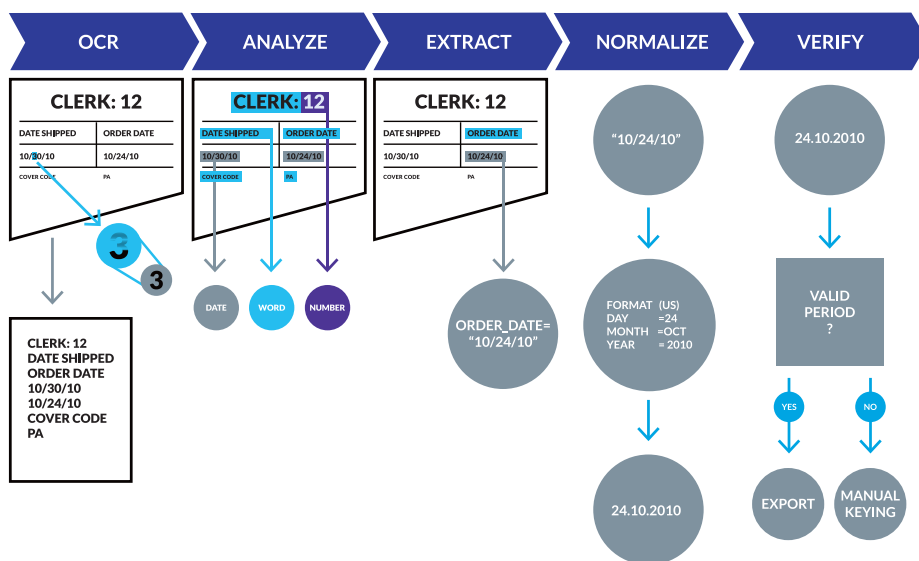 OCR
ANALYZE
EXTRACT
NORMALIZE
VERIFY
CLERK: 12
DATE SHIPPED ORDER DATE
10/30/10 10/24/10
COVER CODE PA
3
3
CLERK: 12
DATE SHIPPED
ORDER DATE
10/30/10
10/24/10
COVER CODE
PA
CLERK: 12
DATE SHIPPED ORDER DATE
10/30/10 10/24/10
COVER CODE PA
DATE
WORD
NUMBER
CLERK: 12
DATE SHIPPED ORDER DATE
10/30/10 10/24/10
COVER CODE PA
ORDER_DATE=
“10/24/10”
“10/24/10”
FORMAT (US)
DAY =24
MONTH =OCT
YEAR = 2010
24.10.2010
24.10.2010
VALID
PERIOD
?
YES
NO
EXPORT
MANUAL
KEYING